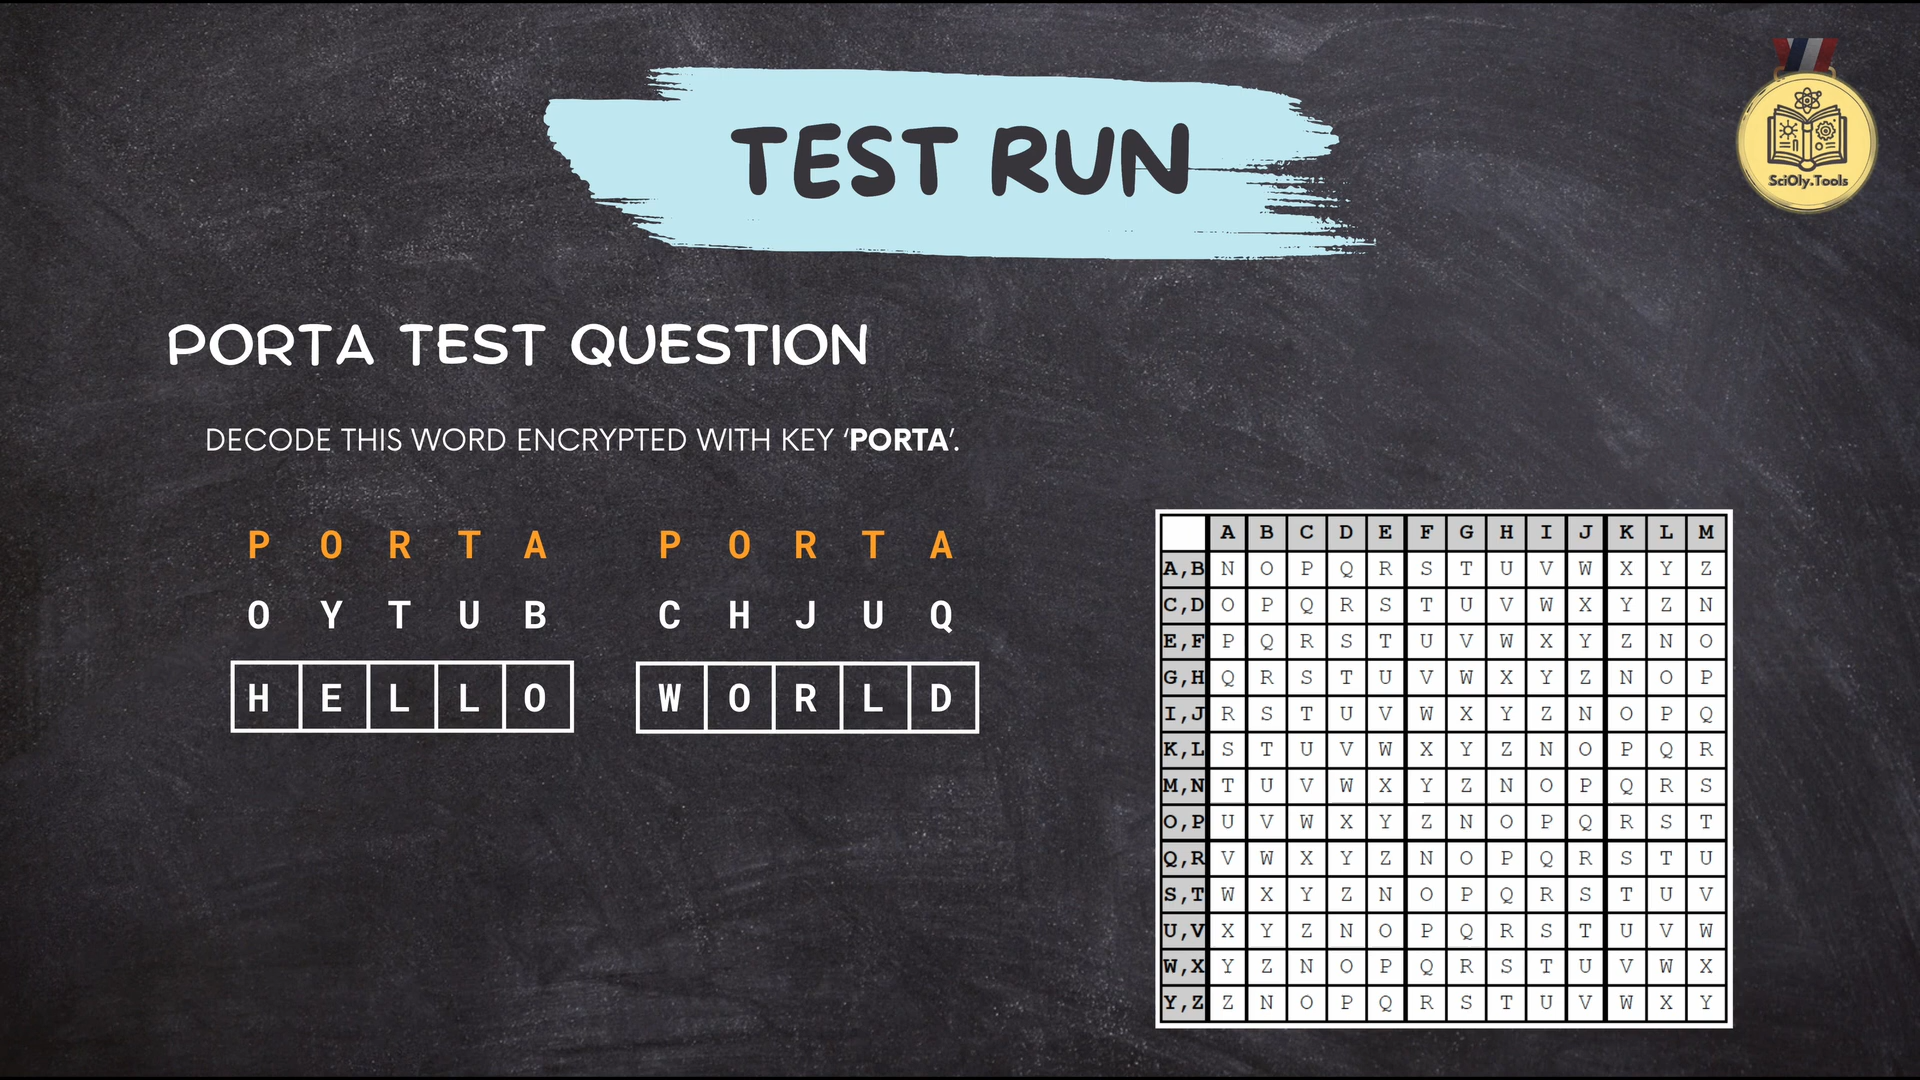 TEST RUN
SciOly.Tools
PORTA TEST QUESTION
DECODE THIS WORD ENCRYPTED WITH KEY ‘PORTA’.
P O R T A P O R T A
O Y T U B C H J U Q
H E L L O W O R L D
A B C D E F G H I J K L M
A,B N O P Q R S T U V W X Y Z
C,D O P Q R S T U V W X Y Z N
E,F P Q R S T U V W X Y Z N O
G,H Q R S T U V W X Y Z N O P
I,J R S T U V W X Y Z N O P Q
K,L S T U V W X Y Z N O P Q R
M,N T U V W X Y Z N O P Q R S
O,P U V W X Y Z N O P Q R S T
Q,R V W X Y Z N O P Q R S T U
S,T W X Y Z N O P Q R S T U V
U,V X Y Z N O P Q R S T U V W
W,X Y Z N O P Q R S T U V W X
Y,Z Z N O P Q R S T U V W X Y